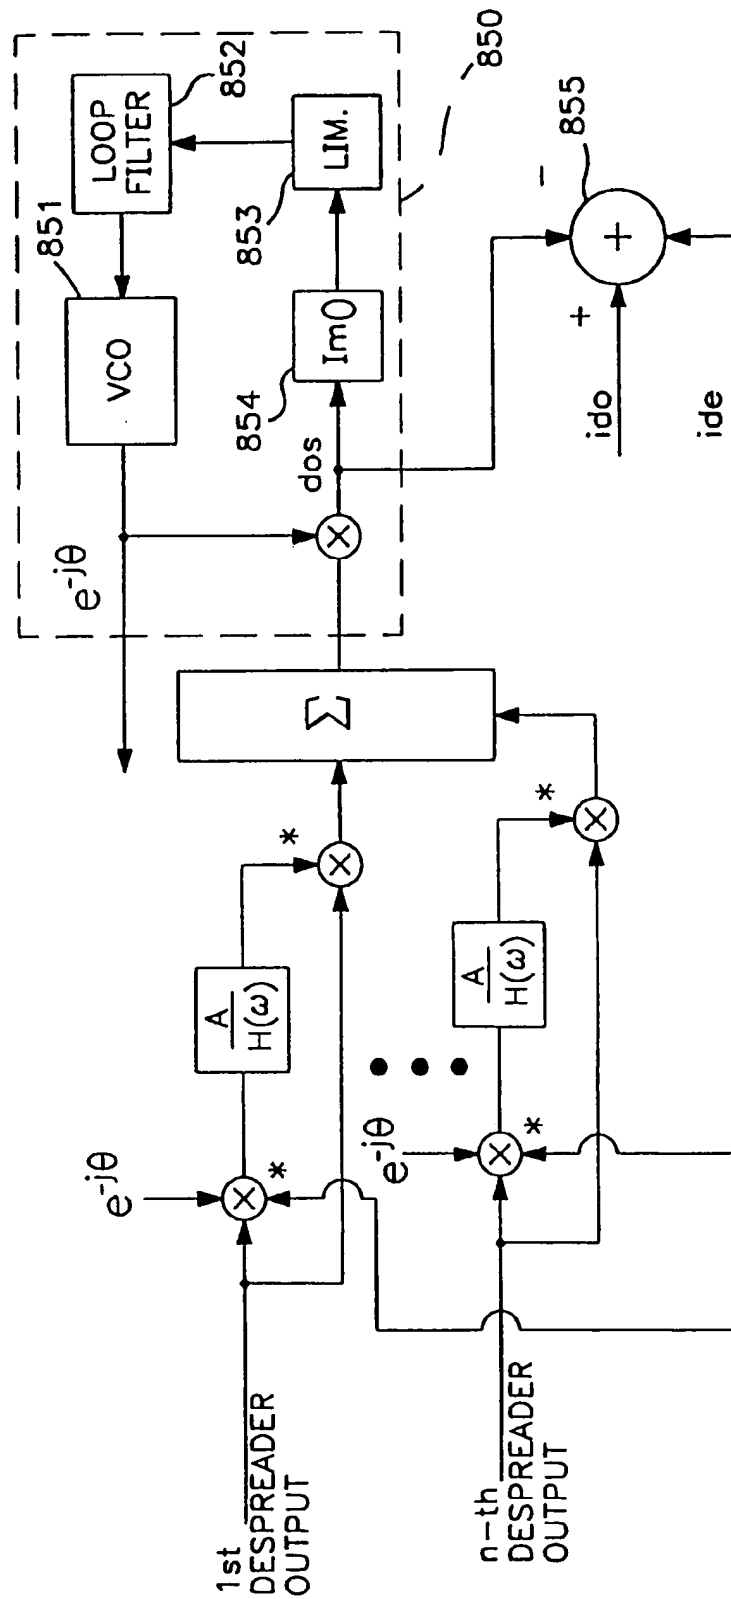 1st
DESPREADER
OUTPUT
n-th
DESPREADER
OUTPUT
e-jθ
*
A
H(ω)
*
e-jθ
*
A
H(ω)
*
Σ
e-jθ
VCO
851
LOOP
FILTER
852
LIM.
853
Im()
854
dos
850
ido
+
-
+
855
ide